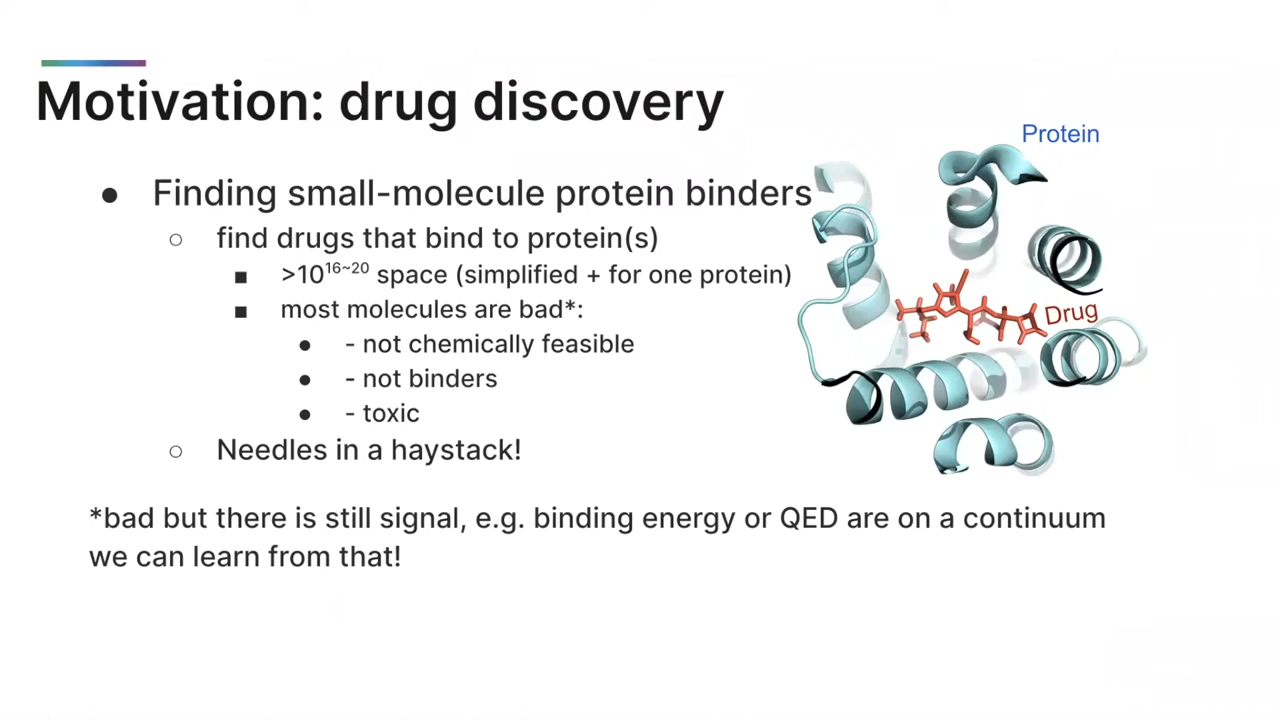 Motivation: drug discovery
● Finding small-molecule protein binders
○ find drugs that bind to protein(s)
■ >10¹⁶~²⁰ space (simplified + for one protein)
■ most molecules are bad*:
● - not chemically feasible
● - not binders
● - toxic
○ Needles in a haystack!
*bad but there is still signal, e.g. binding energy or QED are on a continuum
we can learn from that!
Protein
Drug